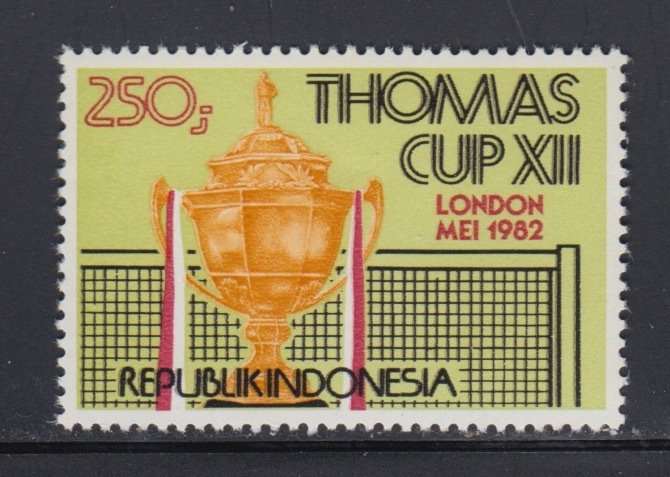 250,-
THOMAS
CUP XII
LONDON
MEI 1982
REPUBLIK INDONESIA